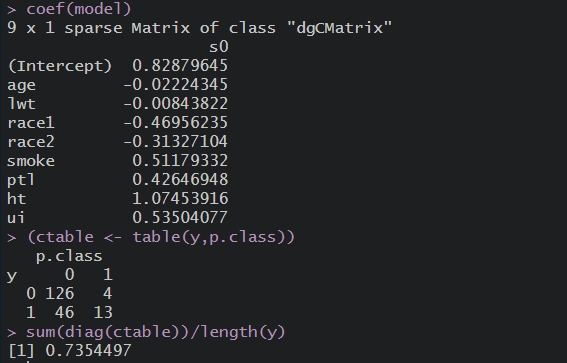 > coef(model)
9 x 1 sparse Matrix of class "dgCMatrix"
                     s0
(Intercept)  0.82879645
age         -0.02224345
lwt         -0.00843822
race1       -0.46956235
race2       -0.31327104
smoke        0.51179332
ptl          0.42646948
ht           1.07453916
ui           0.53504077
> (ctable <- table(y,p.class))
   p.class
y     0   1
  0 126   4
  1  46  13
> sum(diag(ctable))/length(y)
[1] 0.7354497